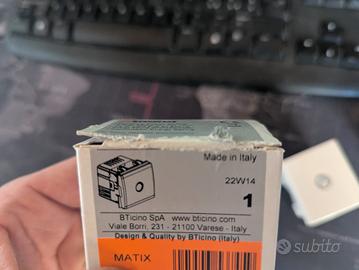 Made in Italy
22W14
1
BTicino SpA www.bticino.com
Viale Borri, 231 - 21100 Varese - Italy
Design & Quality by BTicino (Italy)
MATIX
subito